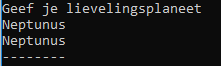 Geef je lievelingsplaneet
Neptunus
Neptunus
--------